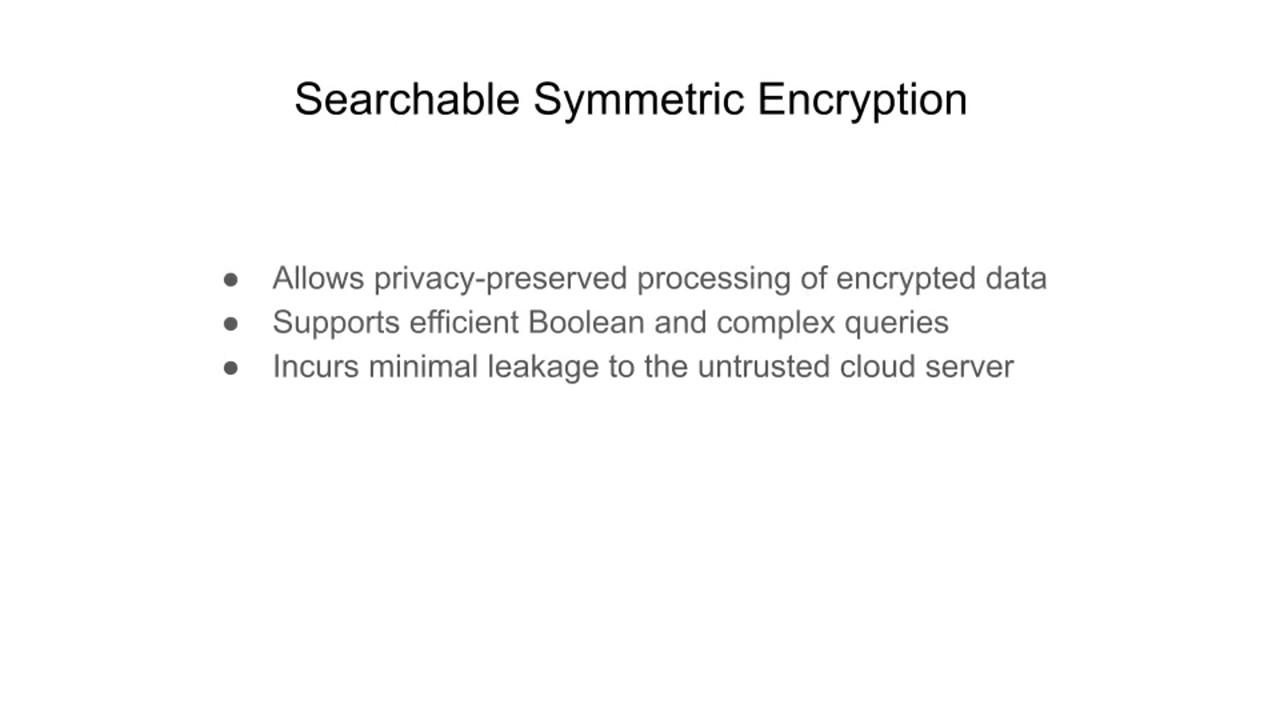 Searchable Symmetric Encryption
● Allows privacy-preserved processing of encrypted data
● Supports efficient Boolean and complex queries
● Incurs minimal leakage to the untrusted cloud server